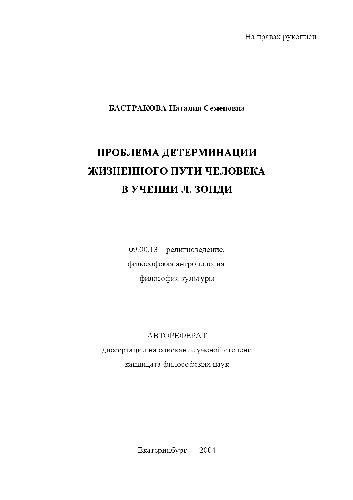 На правах рукописи
БАСТРАКОВА Наталия Семеновна
ПРОБЛЕМА ДЕТЕРМИНАЦИИ
ЖИЗНЕННОГО ПУТИ ЧЕЛОВЕКА
В УЧЕНИИ Л. ЗОНДИ
09.00.13 – религиоведение,
философская антропология
философия культуры
АВТОРЕФЕРАТ
диссертации на соискание ученой степени
кандидата философских наук
Екатеринбург – 2004